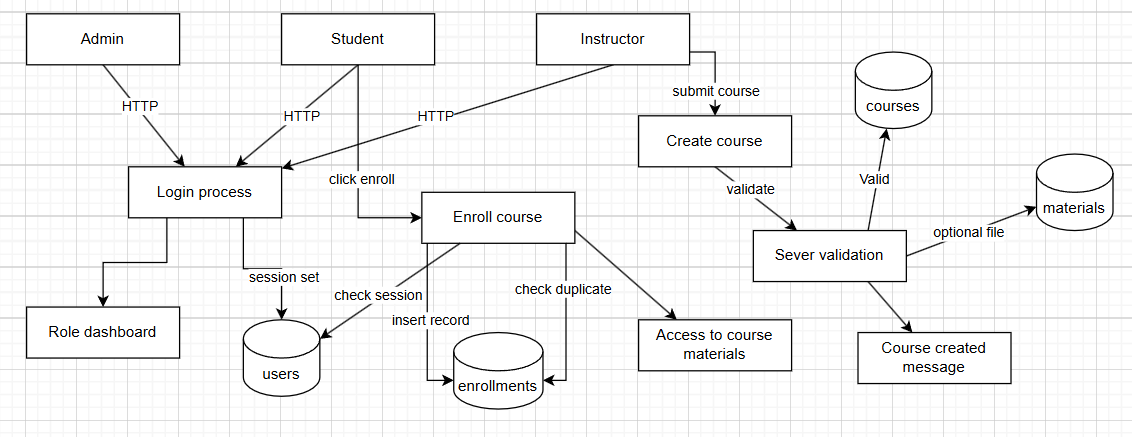 Admin
Student
Instructor
HTTP
HTTP
HTTP
submit course
courses
Create course
Login process
click enroll
validate
Valid
materials
Enroll course
optional file
Sever validation
session set
check session
check duplicate
insert record
Role dashboard
users
enrollments
Access to course
materials
Course created
message